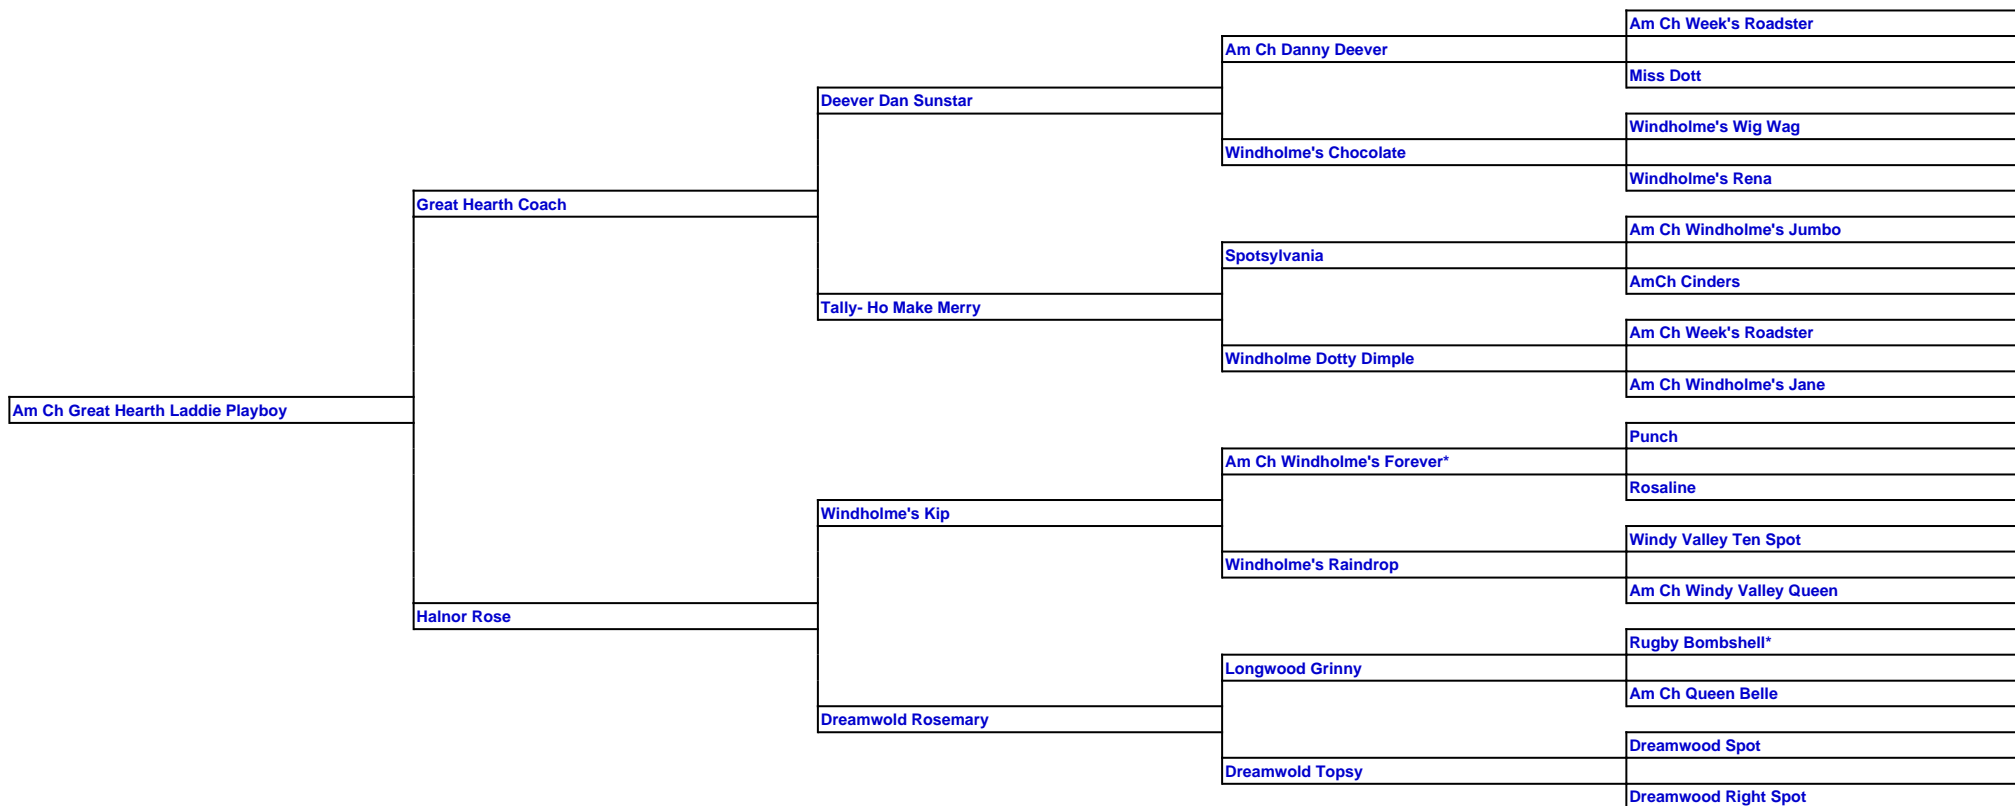 Am Ch Week's Roadster
Am Ch Danny Deever
Miss Dott
Deever Dan Sunstar
Windholme's Wig Wag
Windholme's Chocolate
Windholme's Rena
Great Hearth Coach
Am Ch Windholme's Jumbo
Spotsylvania
AmCh Cinders
Tally- Ho Make Merry
Am Ch Week's Roadster
Windholme Dotty Dimple
Am Ch Windholme's Jane
Am Ch Great Hearth Laddie Playboy
Punch
Am Ch Windholme's Forever*
Rosaline
Windholme's Kip
Windy Valley Ten Spot
Windholme's Raindrop
Am Ch Windy Valley Queen
Halnor Rose
Rugby Bombshell*
Longwood Grinny
Am Ch Queen Belle
Dreamwold Rosemary
Dreamwood Spot
Dreamwold Topsy
Dreamwood Right Spot